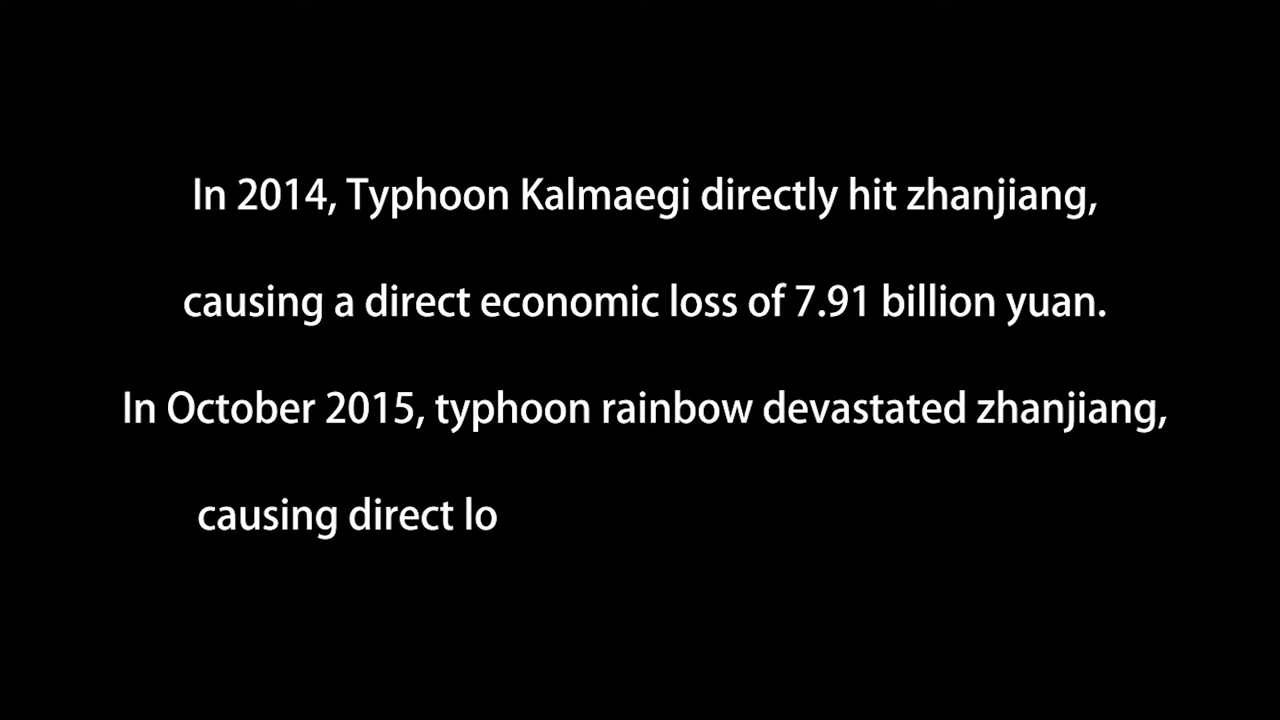 In 2014, Typhoon Kalmaegi directly hit zhanjiang,
causing a direct economic loss of 7.91 billion yuan.
In October 2015, typhoon rainbow devastated zhanjiang,
causing direct lo